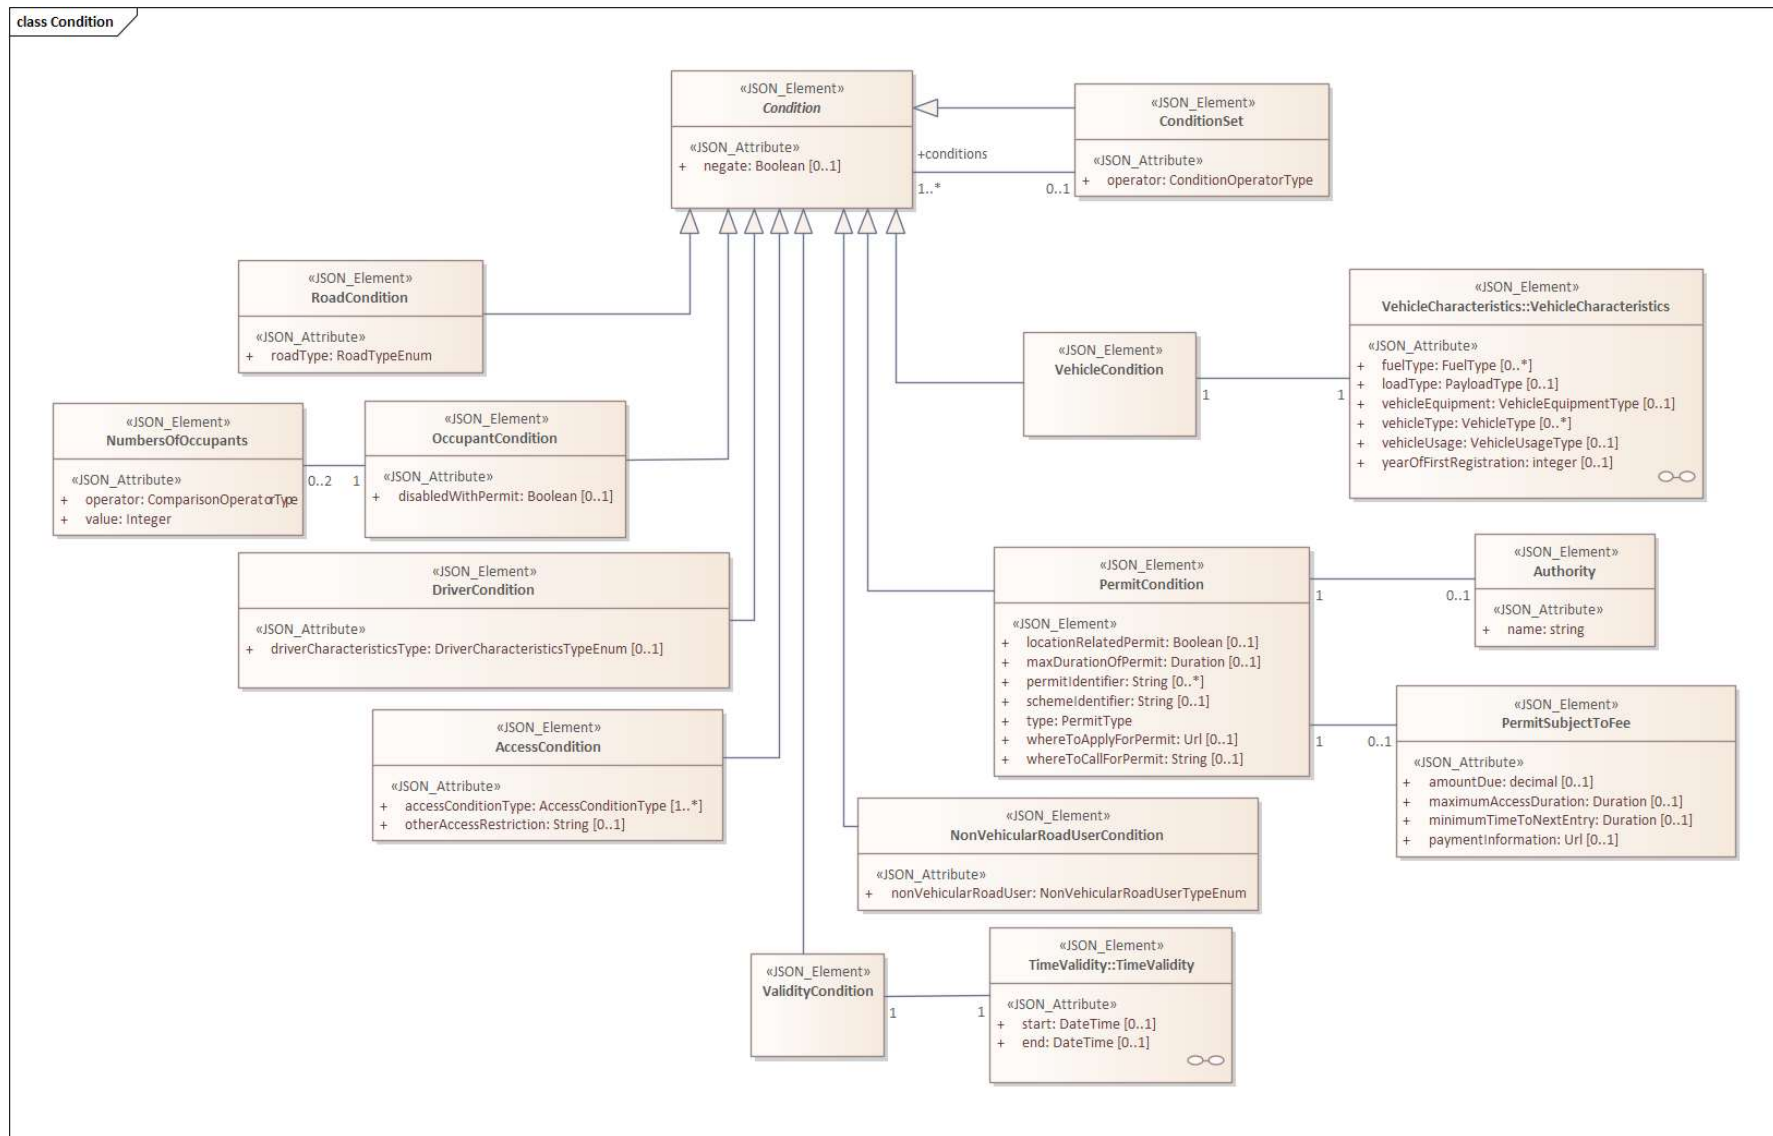 class Condition
«JSON_Element»
Condition
«JSON_Attribute»
+ negate: Boolean [0..1]
«JSON_Element»
ConditionSet
«JSON_Attribute»
+ operator: ConditionOperatorType
+conditions
1..*
0..1
«JSON_Element»
RoadCondition
«JSON_Attribute»
+ roadType: RoadTypeEnum
«JSON_Element»
VehicleCharacteristics::VehicleCharacteristics
«JSON_Attribute»
+ fuelType: FuelType [0..*]
+ loadType: PayloadType [0..1]
+ vehicleEquipment: VehicleEquipmentType [0..1]
+ vehicleType: VehicleType [0..*]
+ vehicleUsage: VehicleUsageType [0..1]
+ yearOfFirstRegistration: integer [0..1]
«JSON_Element»
VehicleCondition
1
1
«JSON_Element»
NumbersOfOccupants
«JSON_Attribute»
+ operator: ComparisonOperatorType
+ value: Integer
0..2
1
«JSON_Element»
OccupantCondition
«JSON_Attribute»
+ disabledWithPermit: Boolean [0..1]
«JSON_Element»
DriverCondition
«JSON_Attribute»
+ driverCharacteristicsType: DriverCharacteristicsTypeEnum [0..1]
«JSON_Element»
PermitCondition
«JSON_Element»
+ locationRelatedPermit: Boolean [0..1]
+ maxDurationOfPermit: Duration [0..1]
+ permitIdentifier: String [0..*]
+ schemeIdentifier: String [0..1]
+ type: PermitType
+ whereToApplyForPermit: Url [0..1]
+ whereToCallForPermit: String [0..1]
1
0..1
«JSON_Element»
Authority
«JSON_Attribute»
+ name: string
1
0..1
«JSON_Element»
PermitSubjectToFee
«JSON_Attribute»
+ amountDue: decimal [0..1]
+ maximumAccessDuration: Duration [0..1]
+ minimumTimeToNextEntry: Duration [0..1]
+ paymentInformation: Url [0..1]
«JSON_Element»
AccessCondition
«JSON_Attribute»
+ accessConditionType: AccessConditionType [1..*]
+ otherAccessRestriction: String [0..1]
«JSON_Element»
NonVehicularRoadUserCondition
«JSON_Attribute»
+ nonVehicularRoadUser: NonVehicularRoadUserTypeEnum
«JSON_Element»
ValidityCondition
1
1
«JSON_Element»
TimeValidity::TimeValidity
«JSON_Attribute»
+ start: DateTime [0..1]
+ end: DateTime [0..1]